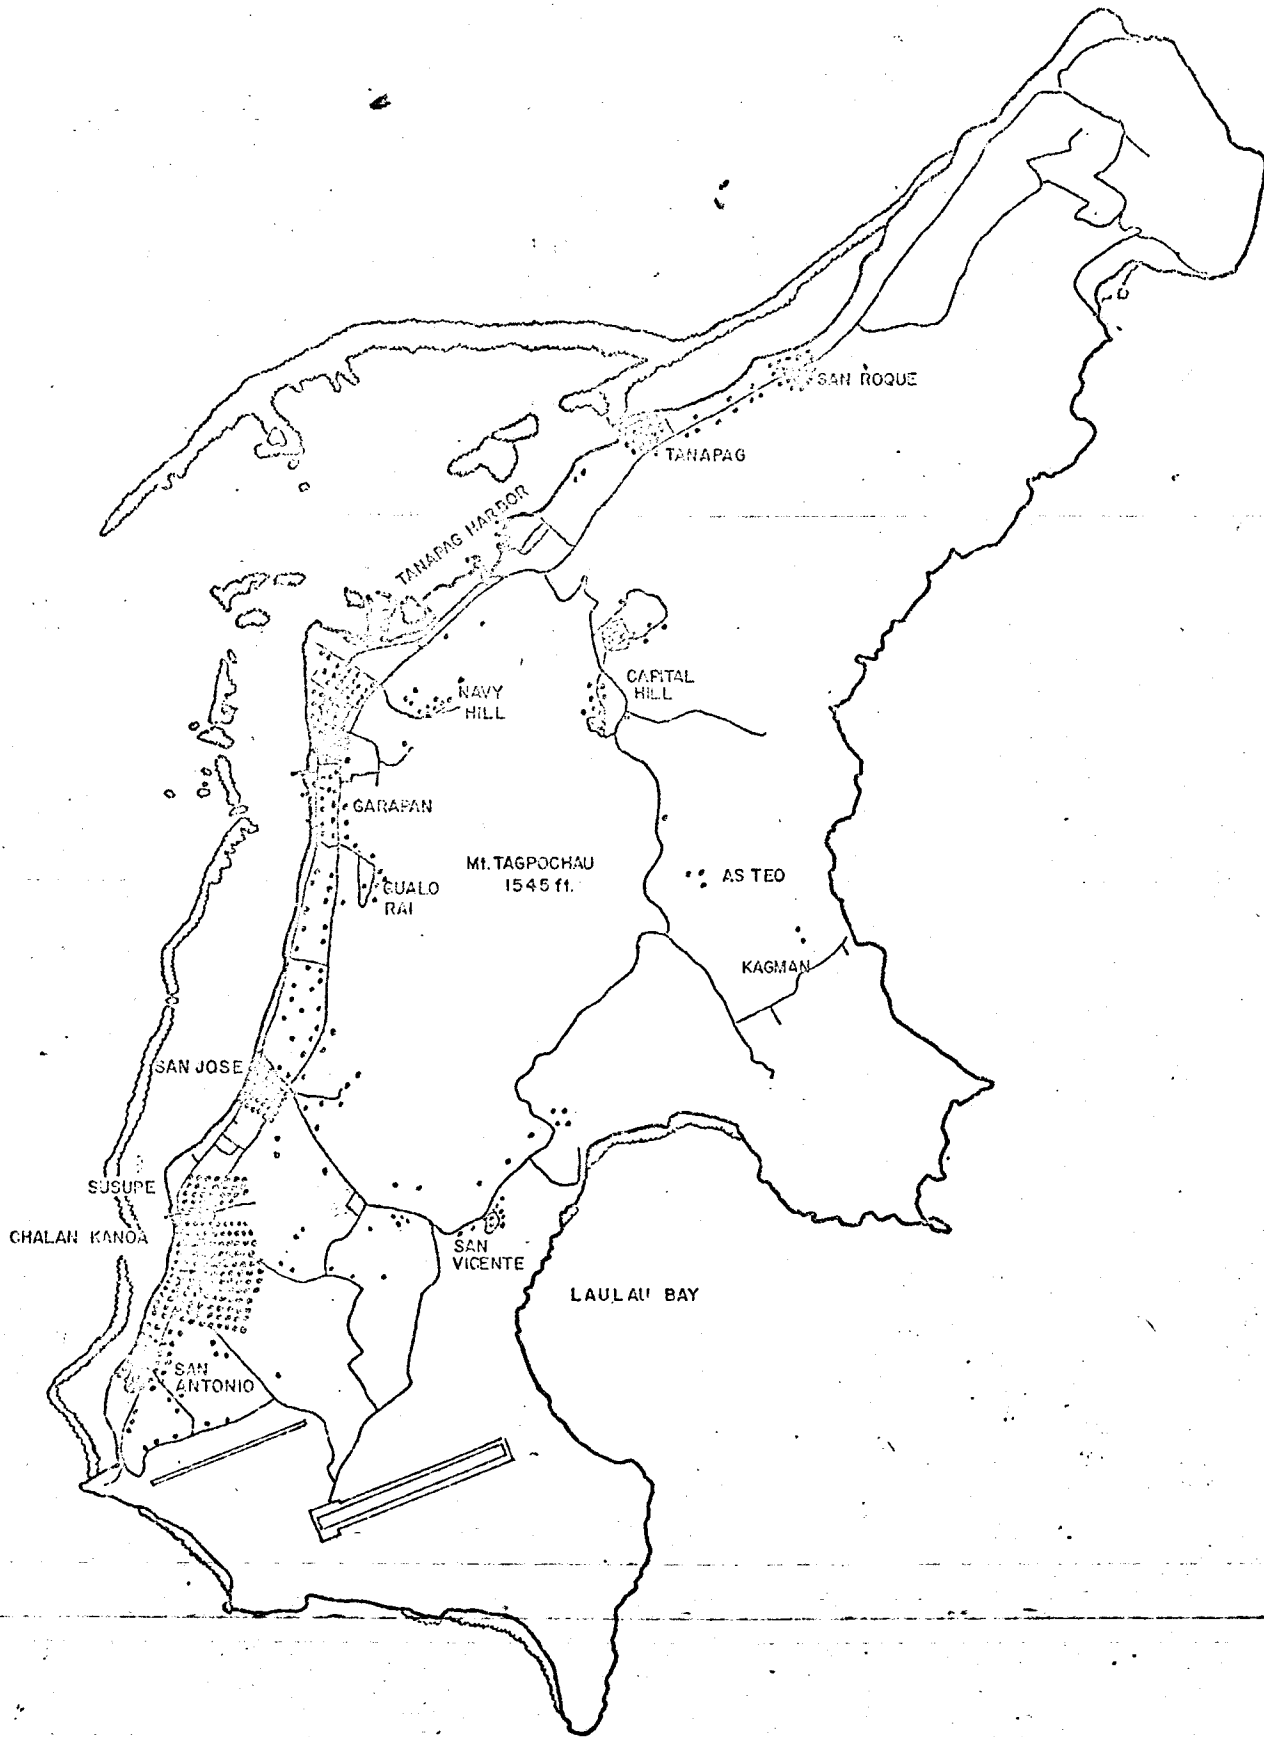 SAN ROQUE
TANAPAG
TANAPAG HARBOR
CAPITAL
HILL
NAVY
HILL
GARAPAN
Mt. TAGPOCHAU
1545 ft.
AS TEO
GUALO
RAI
KAGMAN
SAN JOSE
SUSUPE
CHALAN KANOA
SAN
VICENTE
LAULAU BAY
SAN
ANTONIO